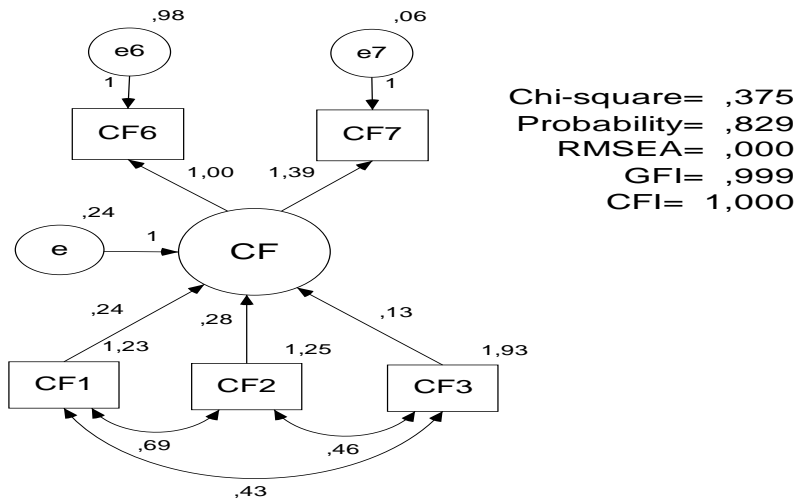 ,98
,06
e6
e7
1
1
CF6
CF7
1,00
1,39
,24
e
1
CF
,24
,28
,13
1,23
1,25
1,93
CF1
CF2
CF3
,69
,46
,43
Chi-square= ,375
Probability= ,829
RMSEA= ,000
GFI= ,999
CFI= 1,000